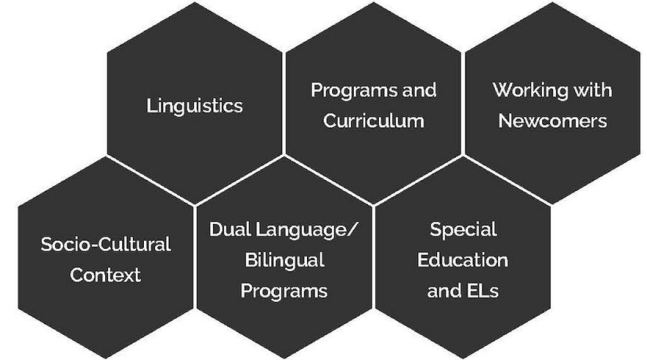 Linguistics
Programs and
Curriculum
Working with
Newcomers
Socio-Cultural
Context
Dual Language/
Bilingual
Programs
Special
Education
and ELs